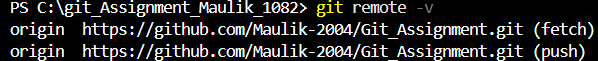 PS C:\git_Assignment_Maulik_1082> git remote -v
origin  https://github.com/Maulik-2004/Git_Assignment.git (fetch)
origin  https://github.com/Maulik-2004/Git_Assignment.git (push)